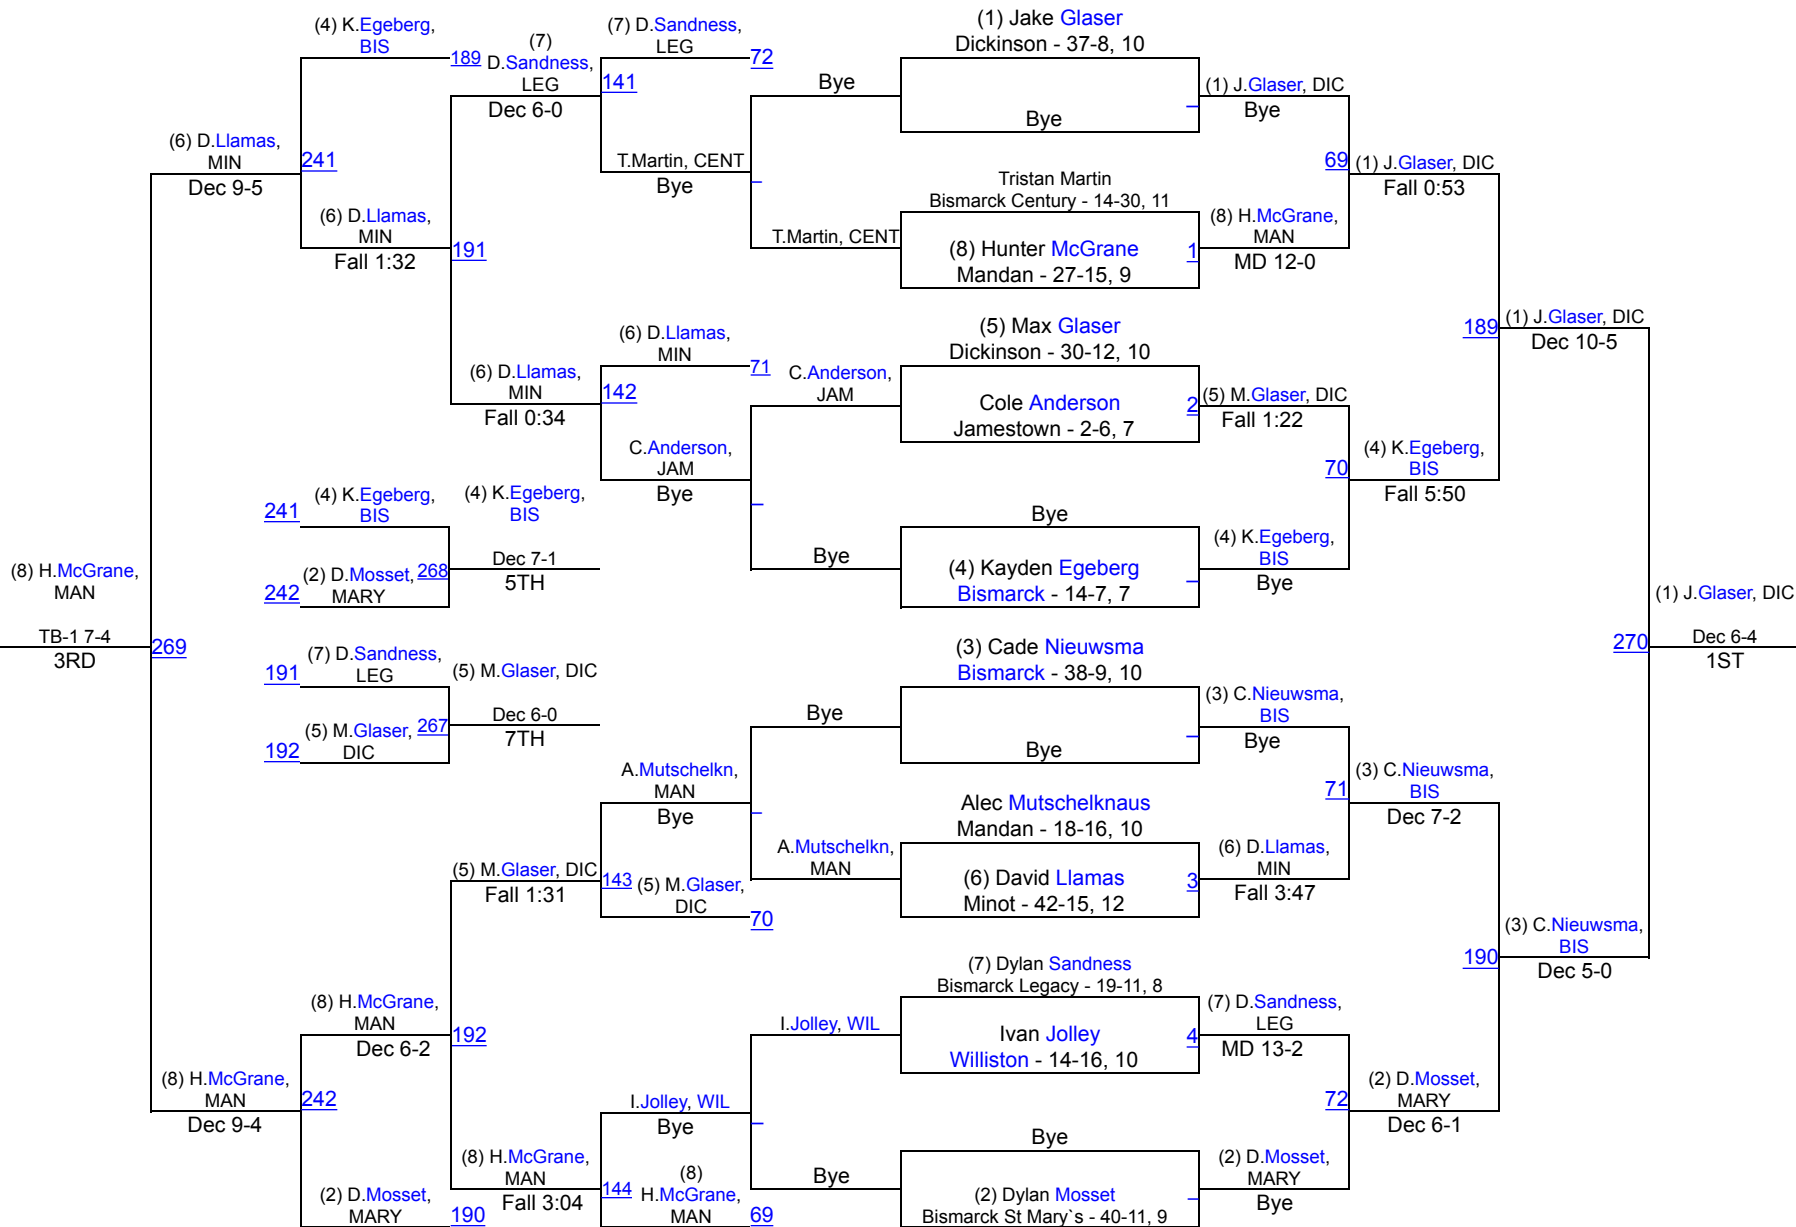 (4) K.Egeberg,
BIS
189
(7)
D.Sandness,
LEG
Dec 6-0
(7) D.Sandness,
LEG
72
141
Bye
(1) Jake Glaser
Dickinson - 37-8, 10
Bye
(1) J.Glaser, DIC
Bye
(6) D.Llamas,
MIN
Dec 9-5
241
T.Martin, CENT
Bye
69
(1) J.Glaser, DIC
Fall 0:53
Tristan Martin
Bismarck Century - 14-30, 11
(6) D.Llamas,
MIN
Fall 1:32
191
T.Martin, CENT
(8) Hunter McGrane
Mandan - 27-15, 9
1
(8) H.McGrane,
MAN
MD 12-0
(5) Max Glaser
Dickinson - 30-12, 10
189
(1) J.Glaser, DIC
Dec 10-5
(6) D.Llamas,
MIN
71
(6) D.Llamas,
MIN
Fall 0:34
142
C.Anderson,
JAM
Cole Anderson
Jamestown - 2-6, 7
2
(5) M.Glaser, DIC
Fall 1:22
C.Anderson,
JAM
Bye
70
(4) K.Egeberg,
BIS
Fall 5:50
241
(4) K.Egeberg,
BIS
(4) K.Egeberg,
BIS
Bye
Dec 7-1
5TH
Bye
(4) K.Egeberg,
BIS
Bye
(8) H.McGrane,
MAN
242
(2) D.Mosset,
MARY
268
(4) Kayden Egeberg
Bismarck - 14-7, 7
(1) J.Glaser, DIC
TB-1 7-4
3RD
269
270
Dec 6-4
1ST
(3) Cade Nieuwsma
Bismarck - 38-9, 10
191
(7) D.Sandness,
LEG
(5) M.Glaser, DIC
Dec 6-0
7TH
192
(5) M.Glaser,
DIC
267
Bye
Bye
(3) C.Nieuwsma,
BIS
Bye
A.Mutschelkn,
MAN
Bye
71
(3) C.Nieuwsma,
BIS
Dec 7-2
Alec Mutschelknaus
Mandan - 18-16, 10
A.Mutschelkn,
MAN
(6) David Llamas
Minot - 42-15, 12
3
(6) D.Llamas,
MIN
Fall 3:47
(5) M.Glaser, DIC
Fall 1:31
143
(5) M.Glaser,
DIC
70
190
(3) C.Nieuwsma,
BIS
Dec 5-0
(7) Dylan Sandness
Bismarck Legacy - 19-11, 8
(8) H.McGrane,
MAN
Dec 6-2
192
I.Jolley, WIL
Ivan Jolley
Williston - 14-16, 10
4
(7) D.Sandness,
LEG
MD 13-2
(8) H.McGrane,
MAN
Dec 9-4
242
I.Jolley, WIL
Bye
72
(2) D.Mosset,
MARY
Dec 6-1
Bye
(8) H.McGrane,
MAN
Fall 3:04
144
(8)
H.McGrane,
MAN
69
Bye
(2) Dylan Mosset
Bismarck St Mary`s - 40-11, 9
(2) D.Mosset,
MARY
Bye
(2) D.Mosset,
MARY
190